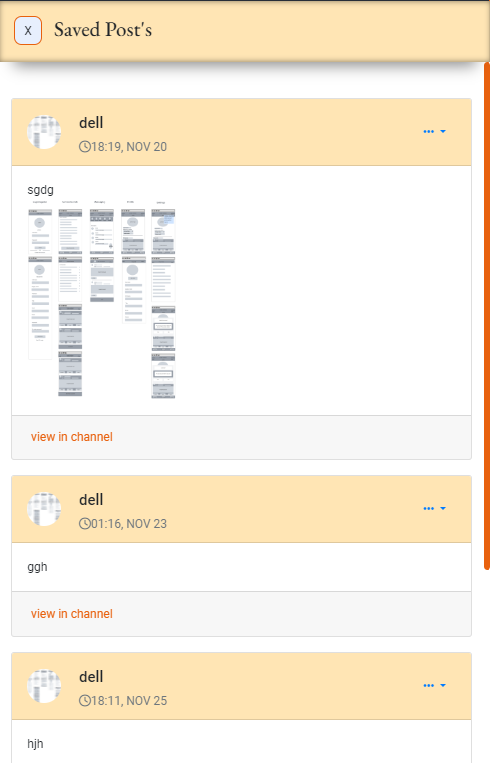 X Saved Post's
dell
18:19, NOV 20
sgdg
view in channel
dell
01:16, NOV 23
ggh
view in channel
dell
18:11, NOV 25
hjh